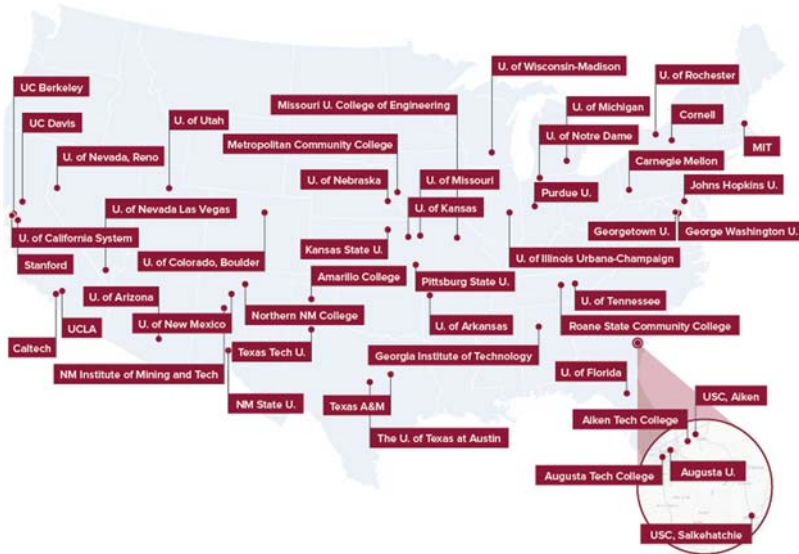 U. of Wisconsin-Madison
U. of Rochester
UC Berkeley
Missouri U. College of Engineering
U. of Michigan
Cornell
UC Davis
U. of Utah
U. of Notre Dame
Metropolitan Community College
MIT
U. of Nevada, Reno
Carnegie Mellon
U. of Nebraska
U. of Missouri
Purdue U.
Johns Hopkins U.
U. of Nevada Las Vegas
U. of Kansas
Georgetown U.
George Washington U.
U. of California System
Kansas State U.
U. of Illinois Urbana-Champaign
Stanford
U. of Colorado, Boulder
Amarillo College
Pittsburg State U.
U. of Arizona
U. of Tennessee
Northern NM College
UCLA
U. of New Mexico
U. of Arkansas
Roane State Community College
Caltech
Texas Tech U.
Georgia Institute of Technology
NM Institute of Mining and Tech
U. of Florida
USC, Aiken
NM State U.
Texas A&M
Aiken Tech College
The U. of Texas at Austin
Augusta Tech College
Augusta U.
USC, Salkehatchie